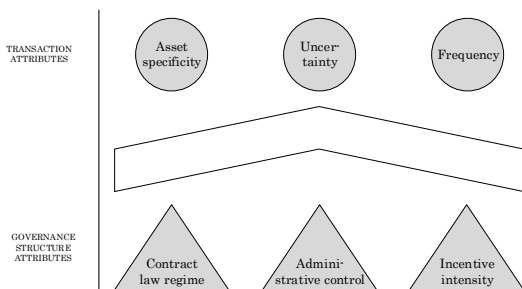 TRANSACTION
ATTRIBUTES
Asset
specificity
Uncer-
tainty
Frequency
GOVERNANCE
STRUCTURE
ATTRIBUTES
Contract
law regime
Admini-
strative control
Incentive
intensity